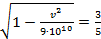 √(1 − v²/(9·10¹⁰)) = 3/5